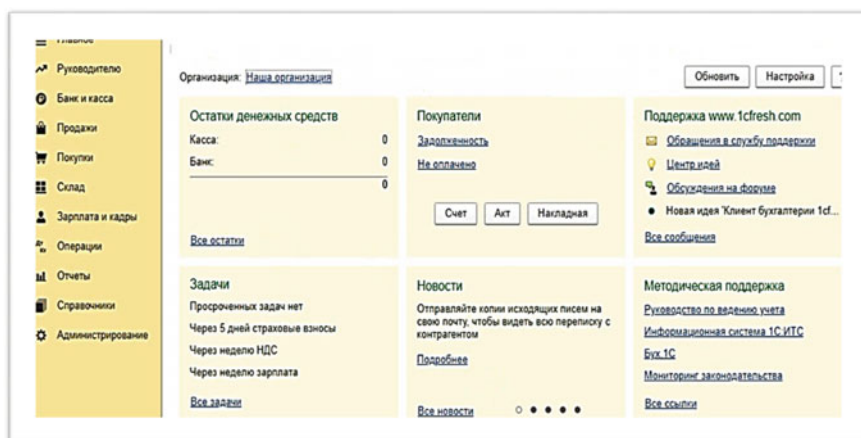 Главное
Руководителю
Банк и касса
Продажи
Покупки
Склад
Зарплата и кадры
Операции
Отчеты
Справочники
Администрирование
Организация: Наша организация
Обновить
Настройка
Остатки денежных средств
Касса: 0
Банк: 0
0
Все остатки
Покупатели
Задолженность
Не оплачено
Счет
Акт
Накладная
Поддержка www.1cfresh.com
Обращения в службу поддержки
Центр идей
Обсуждения на форуме
Новая идея 'Клиент бухгалтерии 1cf...
Все сообщения
Задачи
Просроченных задач нет
Через 5 дней страховые взносы
Через неделю НДС
Через неделю зарплата
Все задачи
Новости
Отправляйте копии исходящих писем на
свою почту, чтобы видеть всю переписку с
контрагентом
Подробнее
Все новости
Методическая поддержка
Руководство по ведению учета
Информационная система 1С:ИТС
Бух.1С
Мониторинг законодательства
Все ссылки